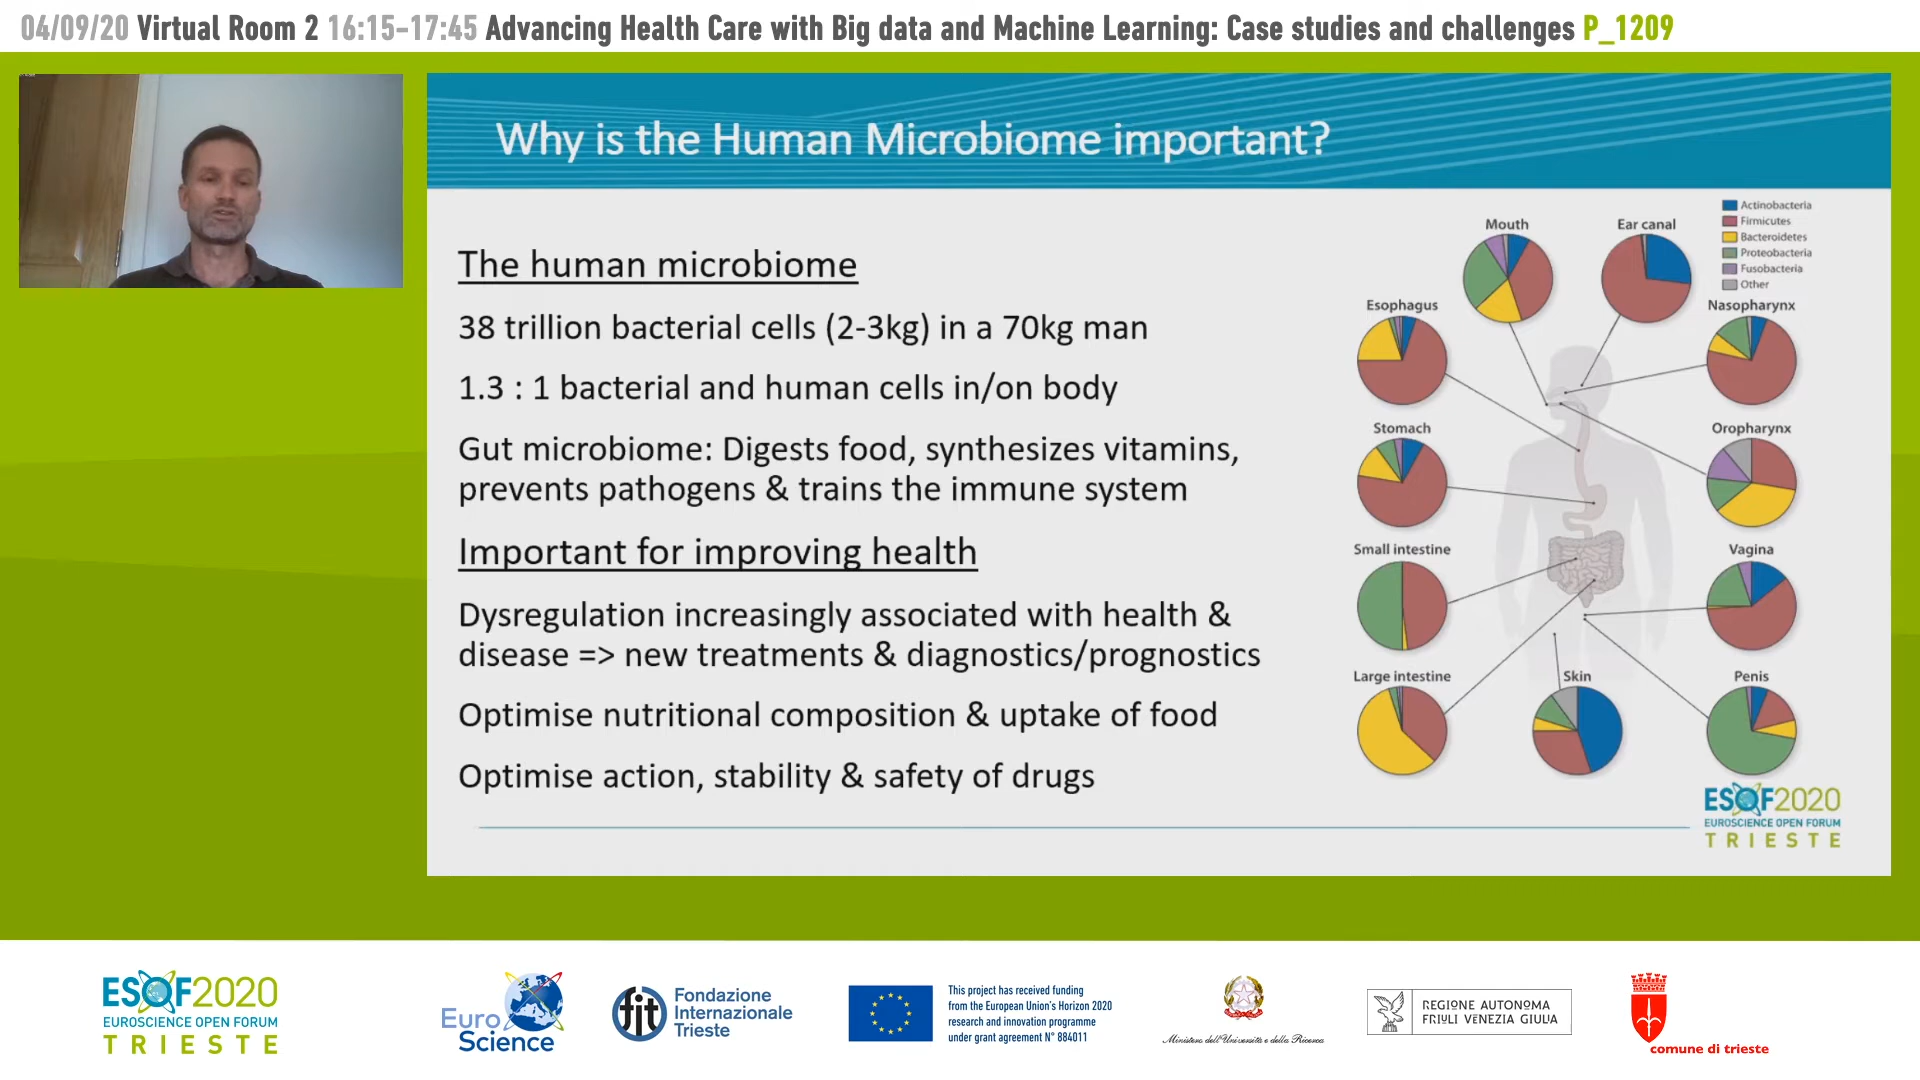 04/09/20 Virtual Room 2 16:15-17:45 Advancing Health Care with Big data and Machine Learning: Case studies and challenges P_1209
Why is the Human Microbiome important?
The human microbiome
38 trillion bacterial cells (2-3kg) in a 70kg man
1.3 : 1 bacterial and human cells in/on body
Gut microbiome: Digests food, synthesizes vitamins,
prevents pathogens & trains the immune system
Important for improving health
Dysregulation increasingly associated with health &
disease => new treatments & diagnostics/prognostics
Optimise nutritional composition & uptake of food
Optimise action, stability & safety of drugs
Actinobacteria
Firmicutes
Bacteroidetes
Proteobacteria
Fusobacteria
Other
Mouth
Ear canal
Esophagus
Nasopharynx
Stomach
Oropharynx
Small intestine
Vagina
Large intestine
Skin
Penis
ESOF2020
EUROSCIENCE OPEN FORUM
TRIESTE
ESOF2020
EUROSCIENCE OPEN FORUM
TRIESTE
Euro
Science
fit
Fondazione
Internazionale
Trieste
This project has received funding
from the European Union's Horizon 2020
research and innovation programme
under grant agreement N° 884011
Ministero dell'Università e della Ricerca
REGIONE AUTONOMA
FRIULI VENEZIA GIULIA
comune di trieste